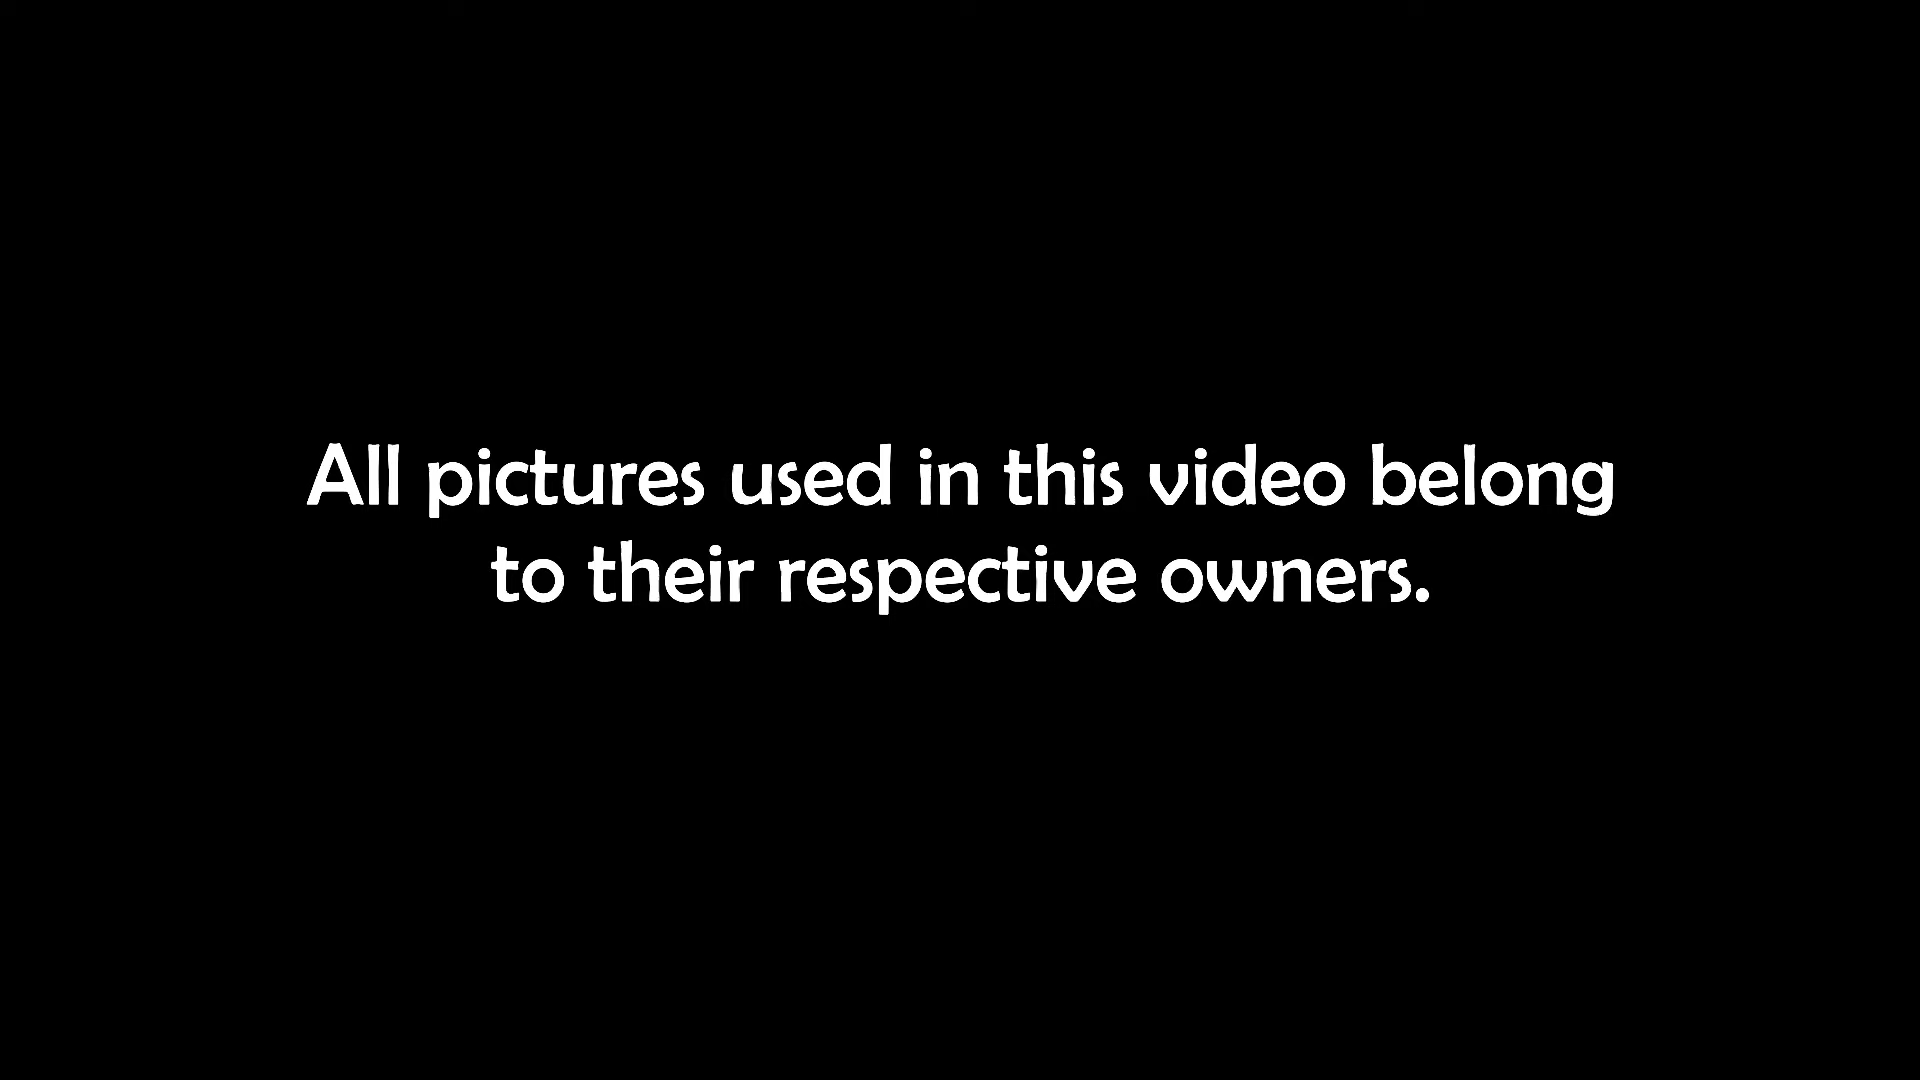 All pictures used in this video belong
to their respective owners.